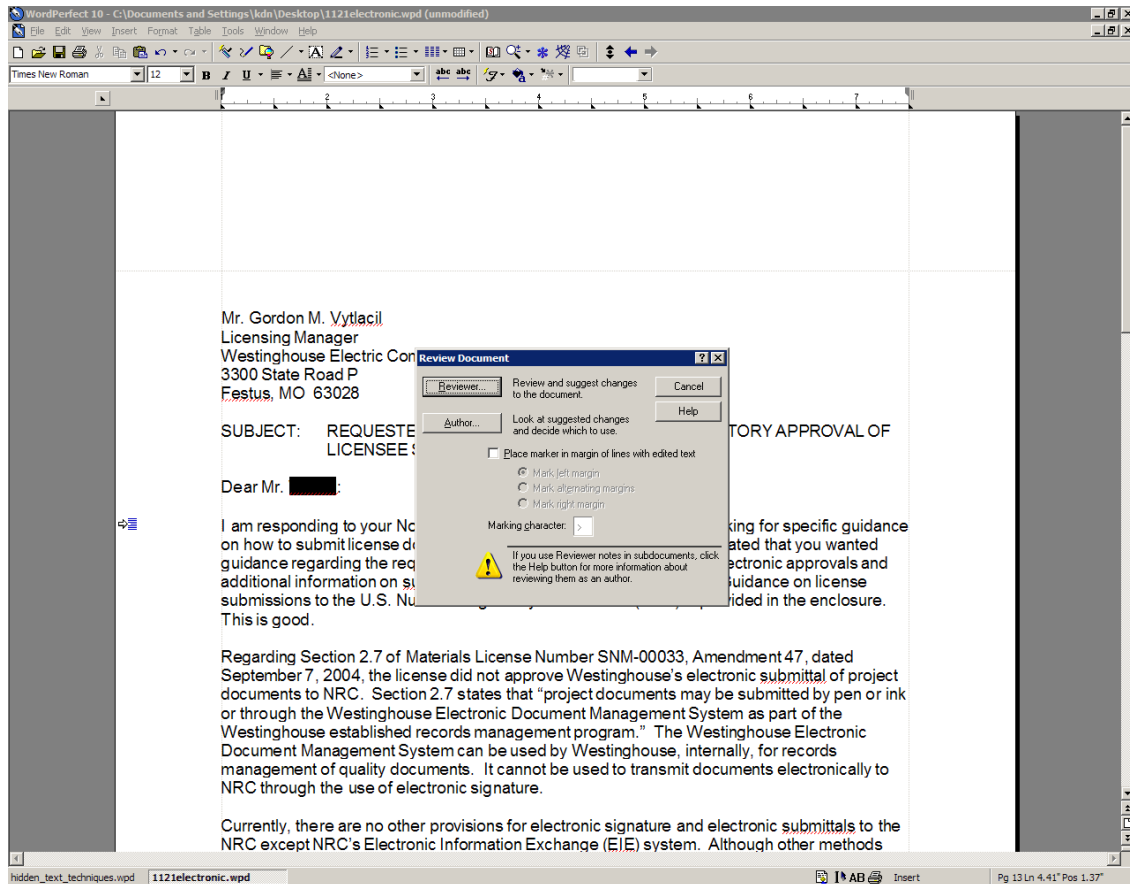 WordPerfect 10 - C:\Documents and Settings\kdn\Desktop\1121electronic.wpd (unmodified)
File Edit View Insert Format Table Tools Window Help
Times New Roman 12 B I U <None> abc abc
2 3 4 5 6 7
Mr. Gordon M. Vytlacil
Licensing Manager
Westinghouse Electric Con
3300 State Road P
Festus, MO 63028
SUBJECT: REQUESTE TORY APPROVAL OF
LICENSEE S
Dear Mr. :
I am responding to your No king for specific guidance
on how to submit license do ated that you wanted
guidance regarding the req ectronic approvals and
additional information on su Guidance on license
submissions to the U.S. Nu vided in the enclosure.
This is good.
Regarding Section 2.7 of Materials License Number SNM-00033, Amendment 47, dated
September 7, 2004, the license did not approve Westinghouse's electronic submittal of project
documents to NRC. Section 2.7 states that “project documents may be submitted by pen or ink
or through the Westinghouse Electronic Document Management System as part of the
Westinghouse established records management program.” The Westinghouse Electronic
Document Management System can be used by Westinghouse, internally, for records
management of quality documents. It cannot be used to transmit documents electronically to
NRC through the use of electronic signature.
Currently, there are no other provisions for electronic signature and electronic submittals to the
NRC except NRC's Electronic Information Exchange (EIE) system. Although other methods
Review Document
Reviewer... Review and suggest changes
to the document.
Cancel
Help
Author... Look at suggested changes
and decide which to use.
Place marker in margin of lines with edited text
Mark left margin
Mark alternating margins
Mark right margin
Marking character: >
If you use Reviewer notes in subdocuments, click
the Help button for more information about
reviewing them as an author.
hidden_text_techniques.wpd 1121electronic.wpd AB Insert Pg 13 Ln 4.41" Pos 1.37"